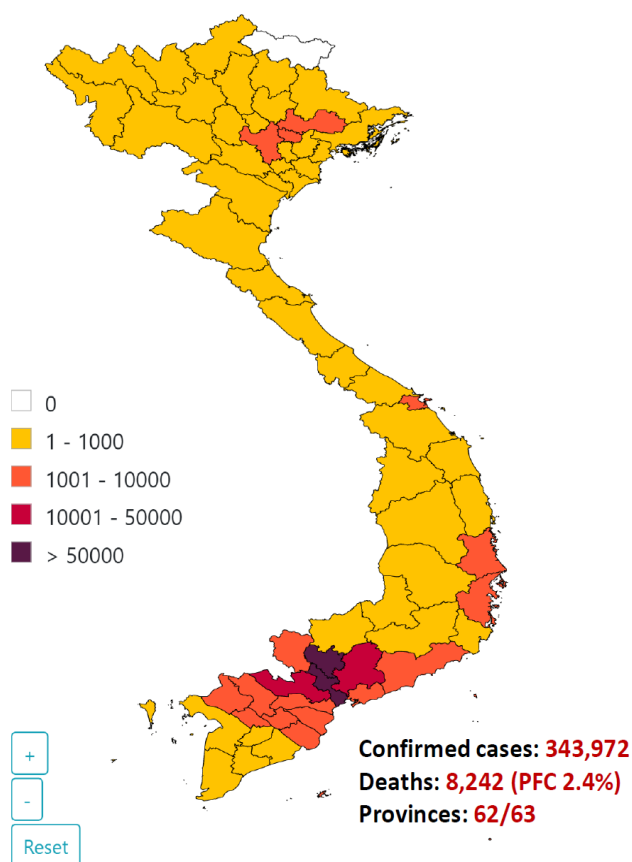 0
1 - 1000
1001 - 10000
10001 - 50000
> 50000
+
-
Reset
Confirmed cases: 343,972
Deaths: 8,242 (PFC 2.4%)
Provinces: 62/63